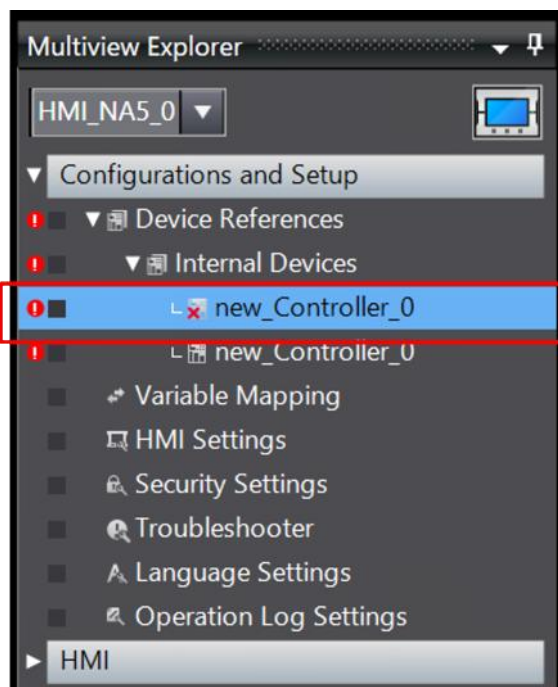 Multiview Explorer
HMI_NA5_0
Configurations and Setup
Device References
Internal Devices
new_Controller_0
new_Controller_0
Variable Mapping
HMI Settings
Security Settings
Troubleshooter
Language Settings
Operation Log Settings
HMI